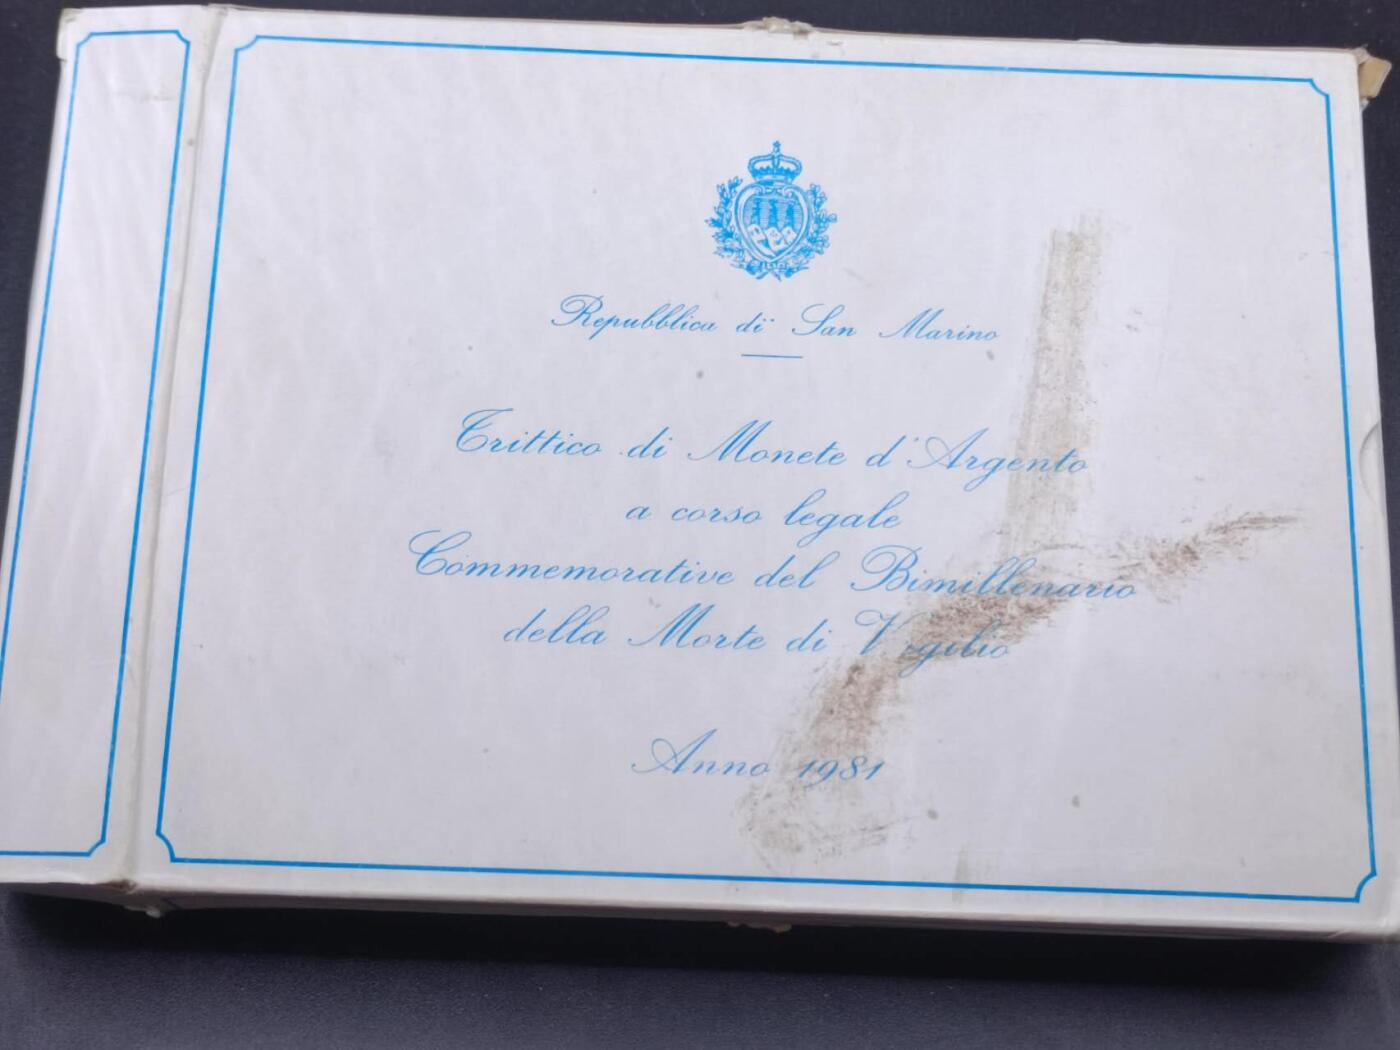 Repubblica di San Marino
Trittico di Monete d'Argento
a corso legale
Commemorative del Bimillenario
della Morte di Virgilio
Anno 1981